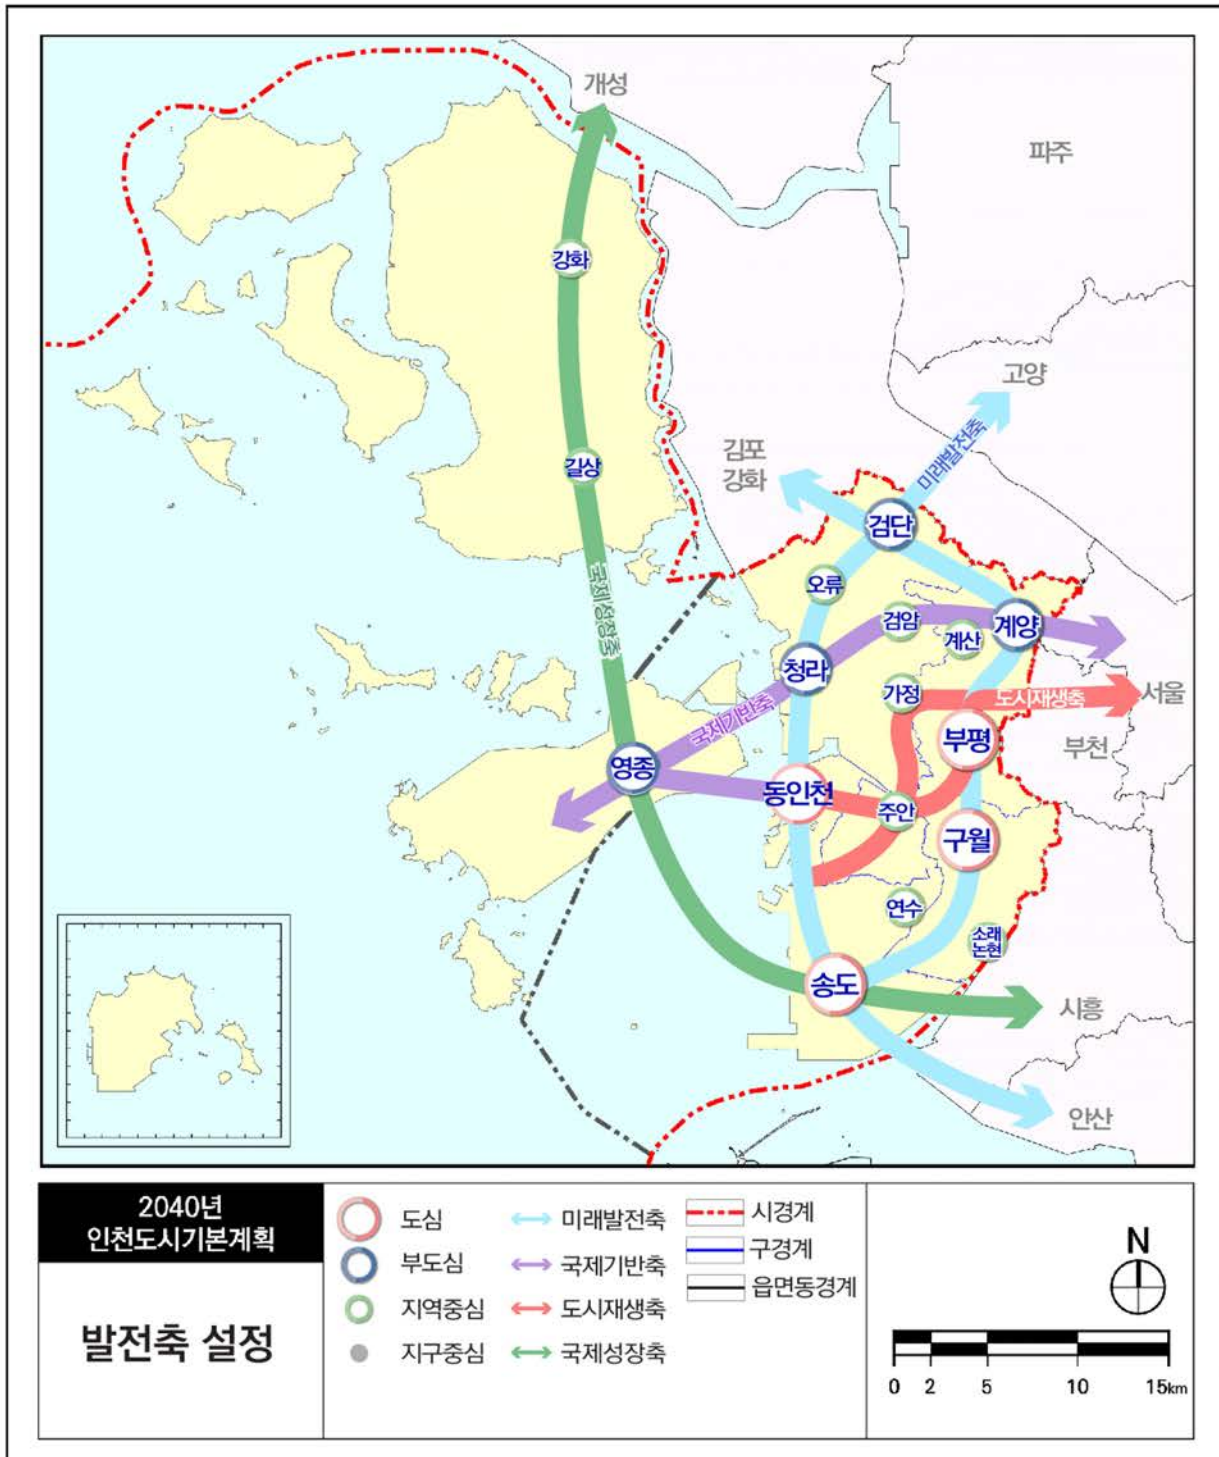 개성
파주
강화
고양
미래발전축
김포
강화
길상
검단
오류
국제성장축
검암
계양
계산
청라
가정
도시재생축
서울
국제기반축
부평
부천
영종
동인천
주안
구월
연수
소래
논현
송도
시흥
안산
2040년
인천도시기본계획
발전축 설정
도심
부도심
지역중심
지구중심
미래발전축
국제기반축
도시재생축
국제성장축
시경계
구경계
읍면동경계
N
0 2 5 10 15km